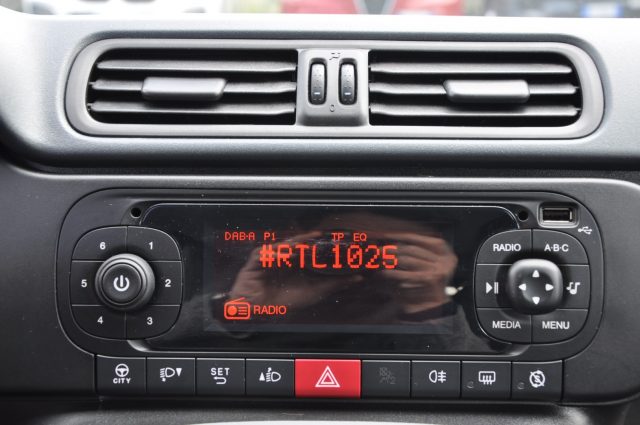 DAB-A P1 TP EQ
#RTL1025
RADIO
6 1
5 2
4 3
RADIO A·B·C
MEDIA MENU
CITY
SET